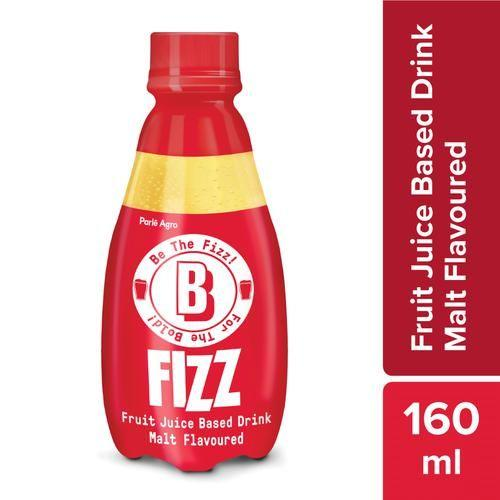 Parlé Agro
Be The Fizz!
B
For The Bold!
FIZZ
Fruit Juice Based Drink
Malt Flavoured
Fruit Juice Based Drink
Malt Flavoured
160
ml